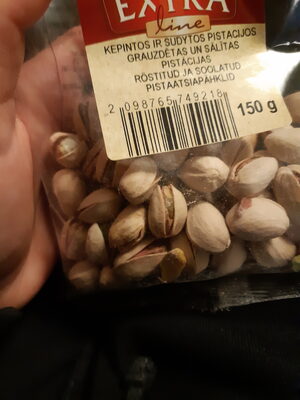 EXTRA
line
KEPINTOS IR SŪDYTOS PISTACIJOS
GRAUZDĒTAS UN SĀLĪTAS
PISTĀCIJAS
RÖSTITUD JA SOOLATUD
PISTAATSIAPÄHKLID
2 098765 749218
150 g